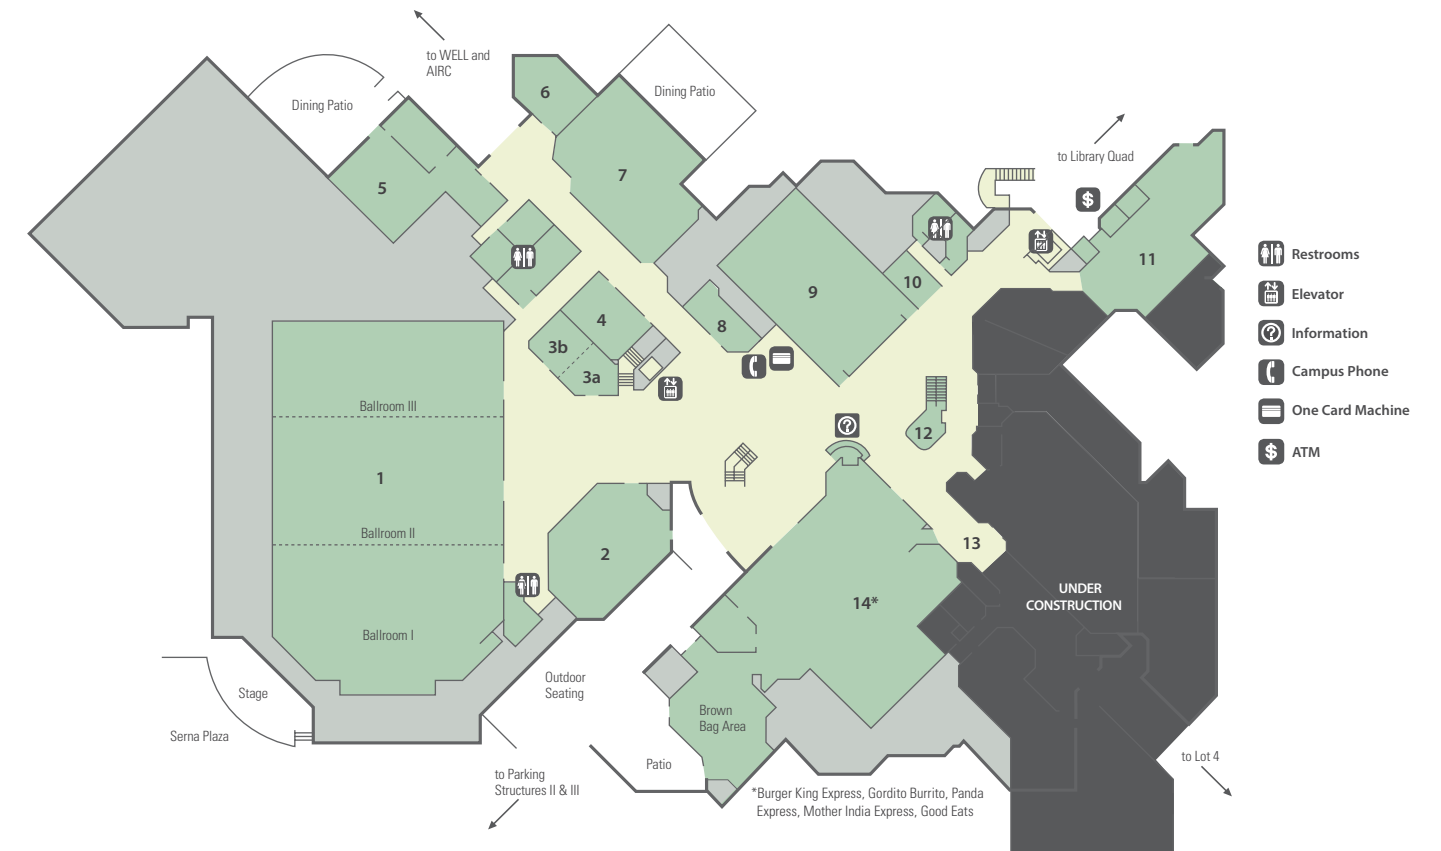 to WELL and
AIRC
Dining Patio
Dining Patio
6
5
7
to Library Quad
$
11
4
3b
3a
8
9
10
Restrooms
Elevator
? Information
Campus Phone
One Card Machine
$ ATM
Ballroom III
1
Ballroom II
Ballroom I
2
?
12
13
14*
UNDER
CONSTRUCTION
Stage
Serna Plaza
Outdoor
Seating
Brown
Bag Area
Patio
to Parking
Structures II & III
to Lot 4
*Burger King Express, Gordito Burrito, Panda
Express, Mother India Express, Good Eats